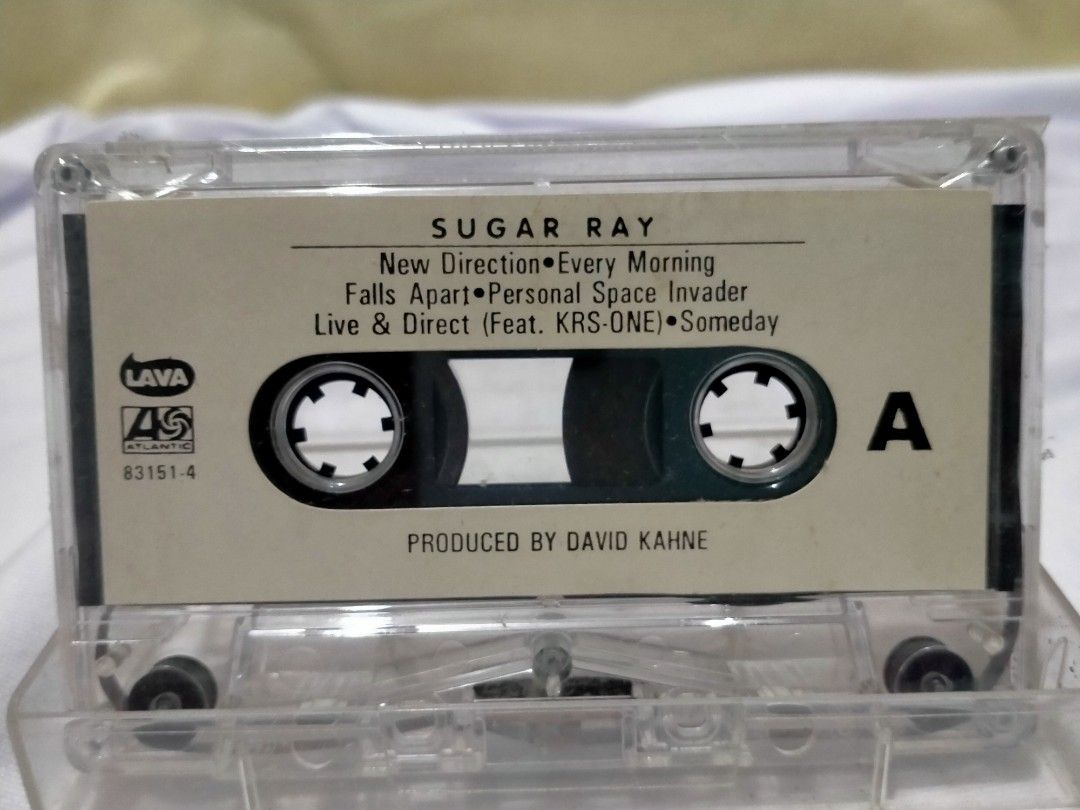 SUGAR RAY
New Direction•Every Morning
Falls Apart•Personal Space Invader
Live & Direct (Feat. KRS-ONE)•Someday
LAVA
A
ATLANTIC
83151-4
A
PRODUCED BY DAVID KAHNE